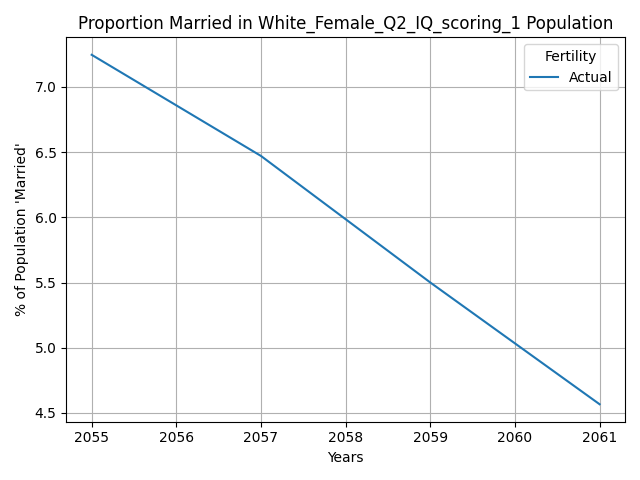 Proportion Married in White_Female_Q2_IQ_scoring_1 Population
Fertility
Actual
% of Population 'Married'
7.0
6.5
6.0
5.5
5.0
4.5
2055 2056 2057 2058 2059 2060 2061
Years